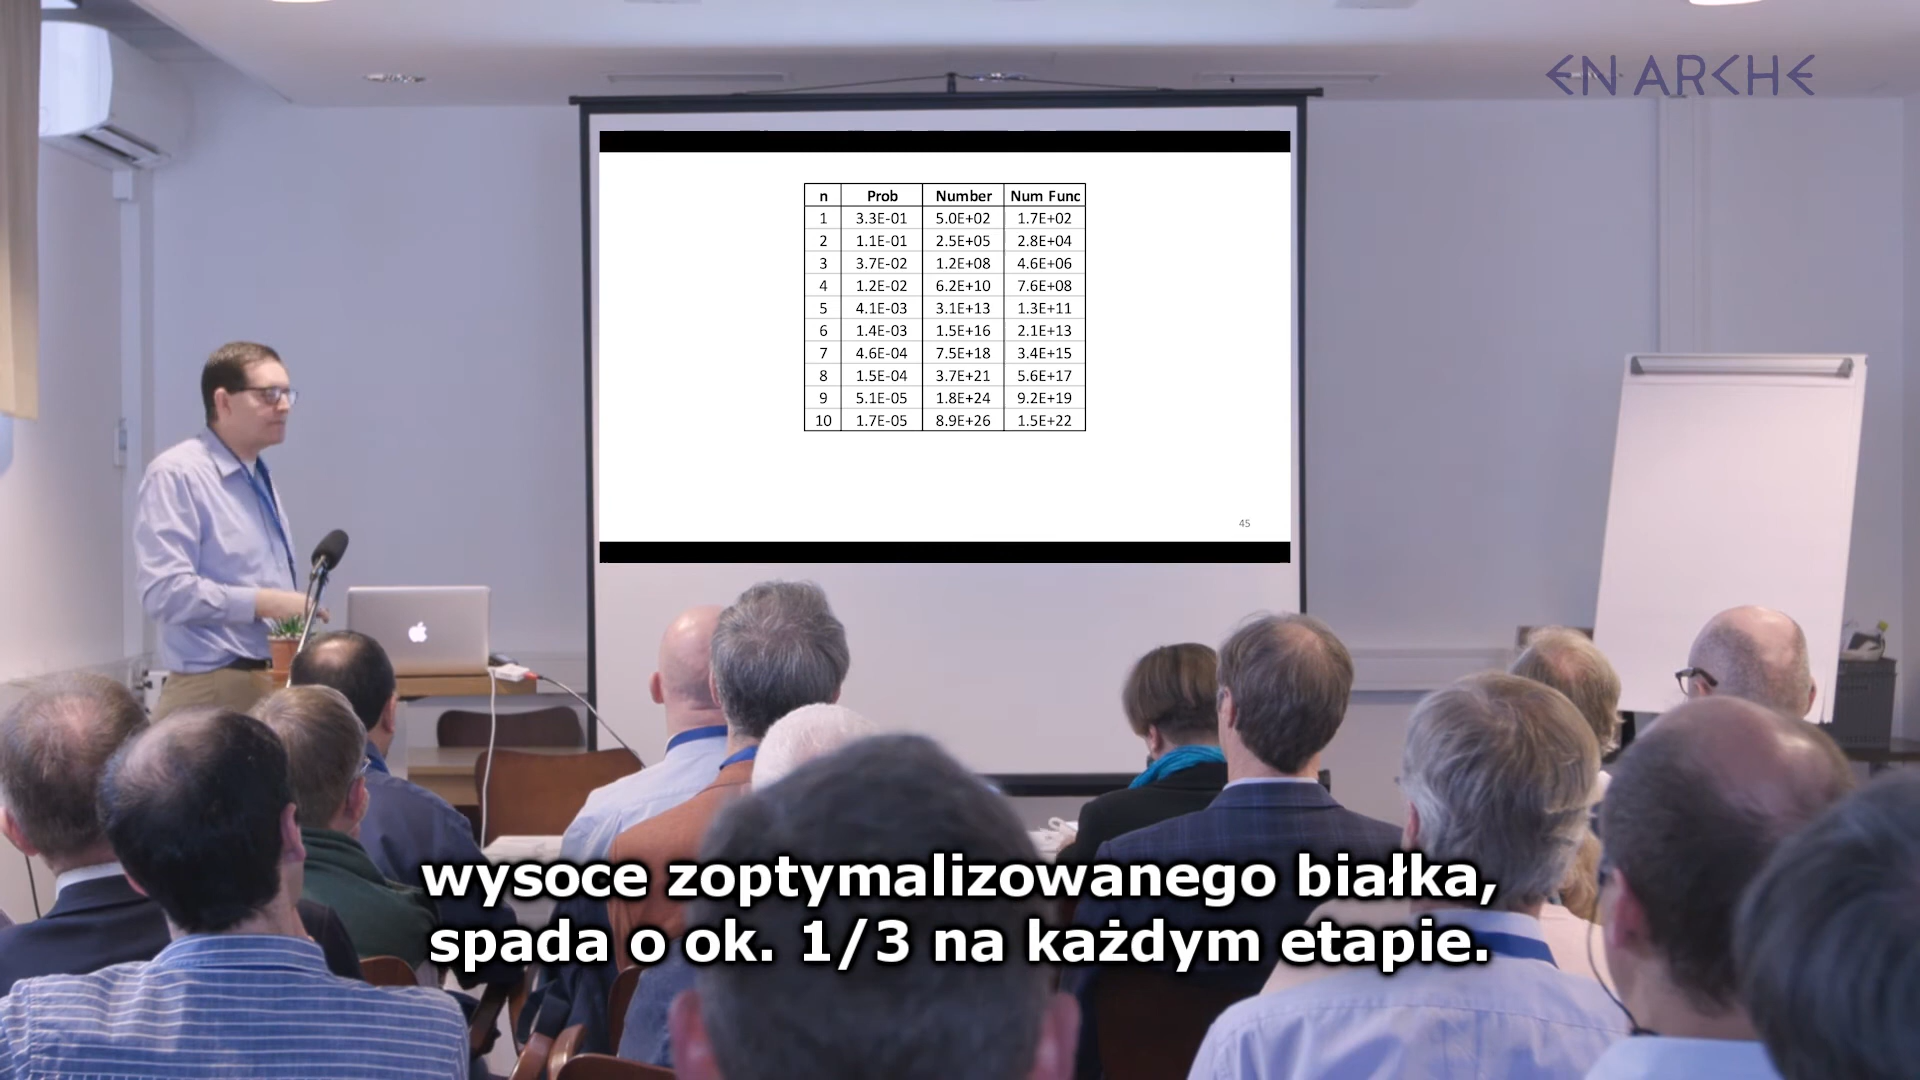 EN ARCHE
n Prob Number Num Func
1 3.3E-01 5.0E+02 1.7E+02
2 1.1E-01 2.5E+05 2.8E+04
3 3.7E-02 1.2E+08 4.6E+06
4 1.2E-02 6.2E+10 7.6E+08
5 4.1E-03 3.1E+13 1.3E+11
6 1.4E-03 1.5E+16 2.1E+13
7 4.6E-04 7.5E+18 3.4E+15
8 1.5E-04 3.7E+21 5.6E+17
9 5.1E-05 1.8E+24 9.2E+19
10 1.7E-05 8.9E+26 1.5E+22
45
wysoce zoptymalizowanego białka,
spada o ok. 1/3 na każdym etapie.